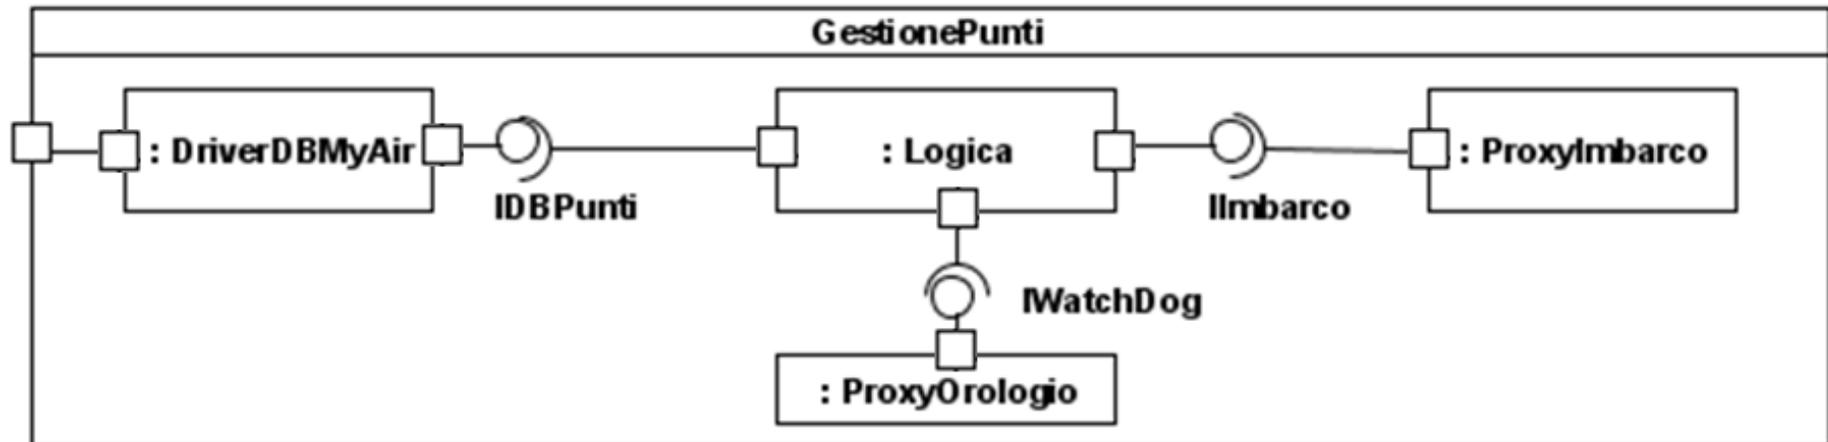 GestionePunti
: DriverDBMyAir
: Logica
: ProxyImbarco
IDBPunti
IImbarco
IWatchDog
: ProxyOrologio